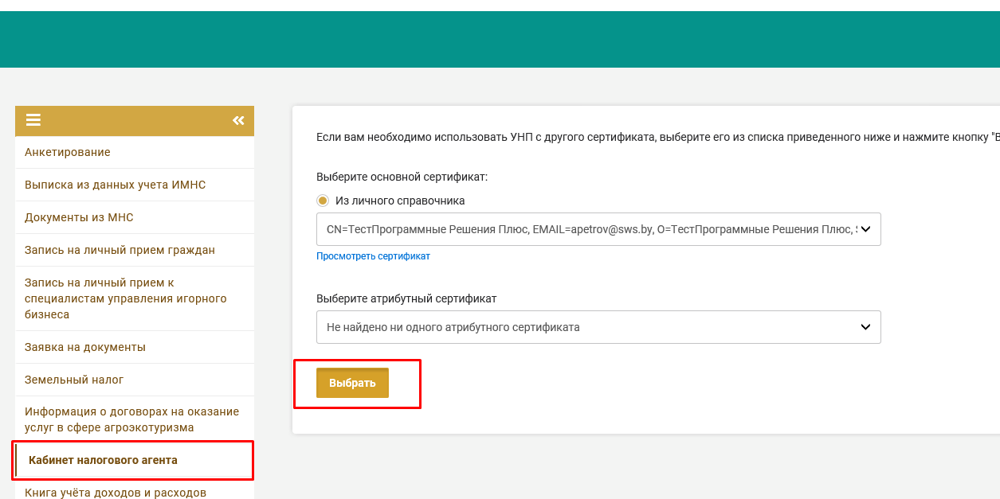 Анкетирование
Выписка из данных учета ИМНС
Документы из МНС
Запись на личный прием граждан
Запись на личный прием к
специалистам управления игорного
бизнеса
Заявка на документы
Земельный налог
Информация о договорах на оказание
услуг в сфере агроэкотуризма
Кабинет налогового агента
Книга учёта доходов и расходов
Если вам необходимо использовать УНП с другого сертификата, выберите его из списка приведенного ниже и нажмите кнопку "В
Выберите основной сертификат:
Из личного справочника
CN=ТестПрограммные Решения Плюс, EMAIL=apetrov@sws.by, O=ТестПрограммные Решения Плюс,
Просмотреть сертификат
Выберите атрибутный сертификат
Не найдено ни одного атрибутного сертификата
Выбрать